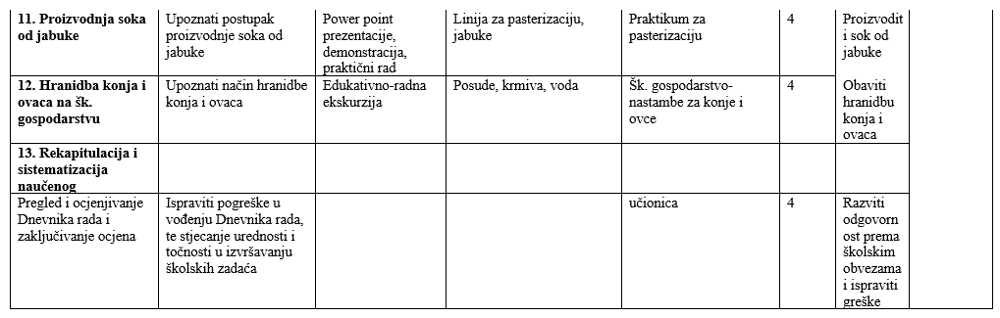 11. Proizvodnja soka
od jabuke
Upoznati postupak
proizvodnje soka od
jabuke
Power point
prezentacije,
demonstracija,
praktični rad
Linija za pasterizaciju,
jabuke
Praktikum za
pasterizaciju
4
Proizvodit
i sok od
jabuke
12. Hranidba konja i
ovaca na šk.
gospodarstvu
Upoznati način hranidbe
konja i ovaca
Edukativno-radna
ekskurzija
Posude, krmiva, voda
Šk. gospodarstvo-
nastambe za konje i
ovce
4
Obaviti
hranidbu
konja i
ovaca
13. Rekapitulacija i
sistematizacija
naučenog
Pregled i ocjenjivanje
Dnevnika rada i
zaključivanje ocjena
Ispraviti pogreške u
vođenju Dnevnika rada,
te stjecanje urednosti i
točnosti u izvršavanju
školskih zadaća
učionica
4
Razviti
odgovorn
ost prema
školskim
obvezama
i ispraviti
greške